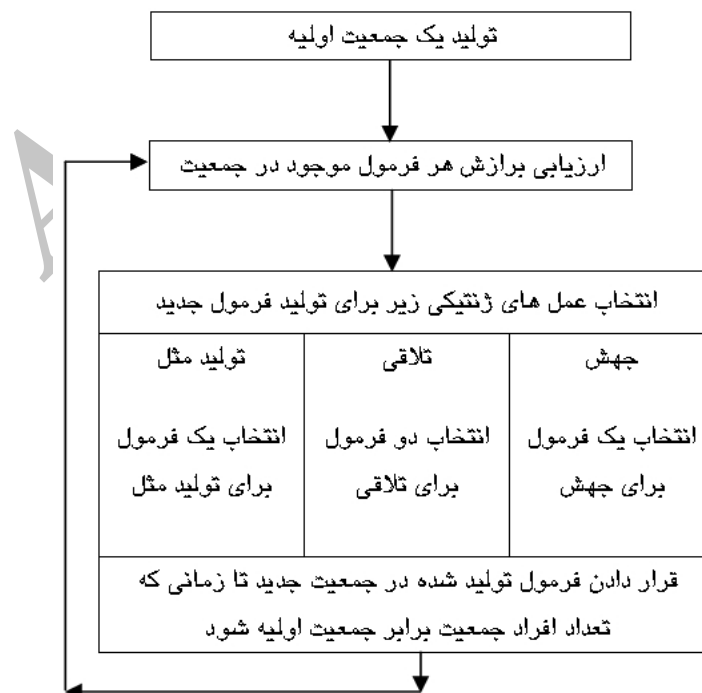 تولید یک جمعیت اولیه
ارزیابی برازش هر فرمول موجود در جمعیت
انتخاب عمل های ژنتیکی زیر برای تولید فرمول جدید
جهش
انتخاب یک فرمول
برای جهش
تلاقی
انتخاب دو فرمول
برای تلاقی
تولید مثل
انتخاب یک فرمول
برای تولید مثل
قرار دادن فرمول تولید شده در جمعیت جدید تا زمانی که
تعداد افراد جمعیت برابر جمعیت اولیه شود